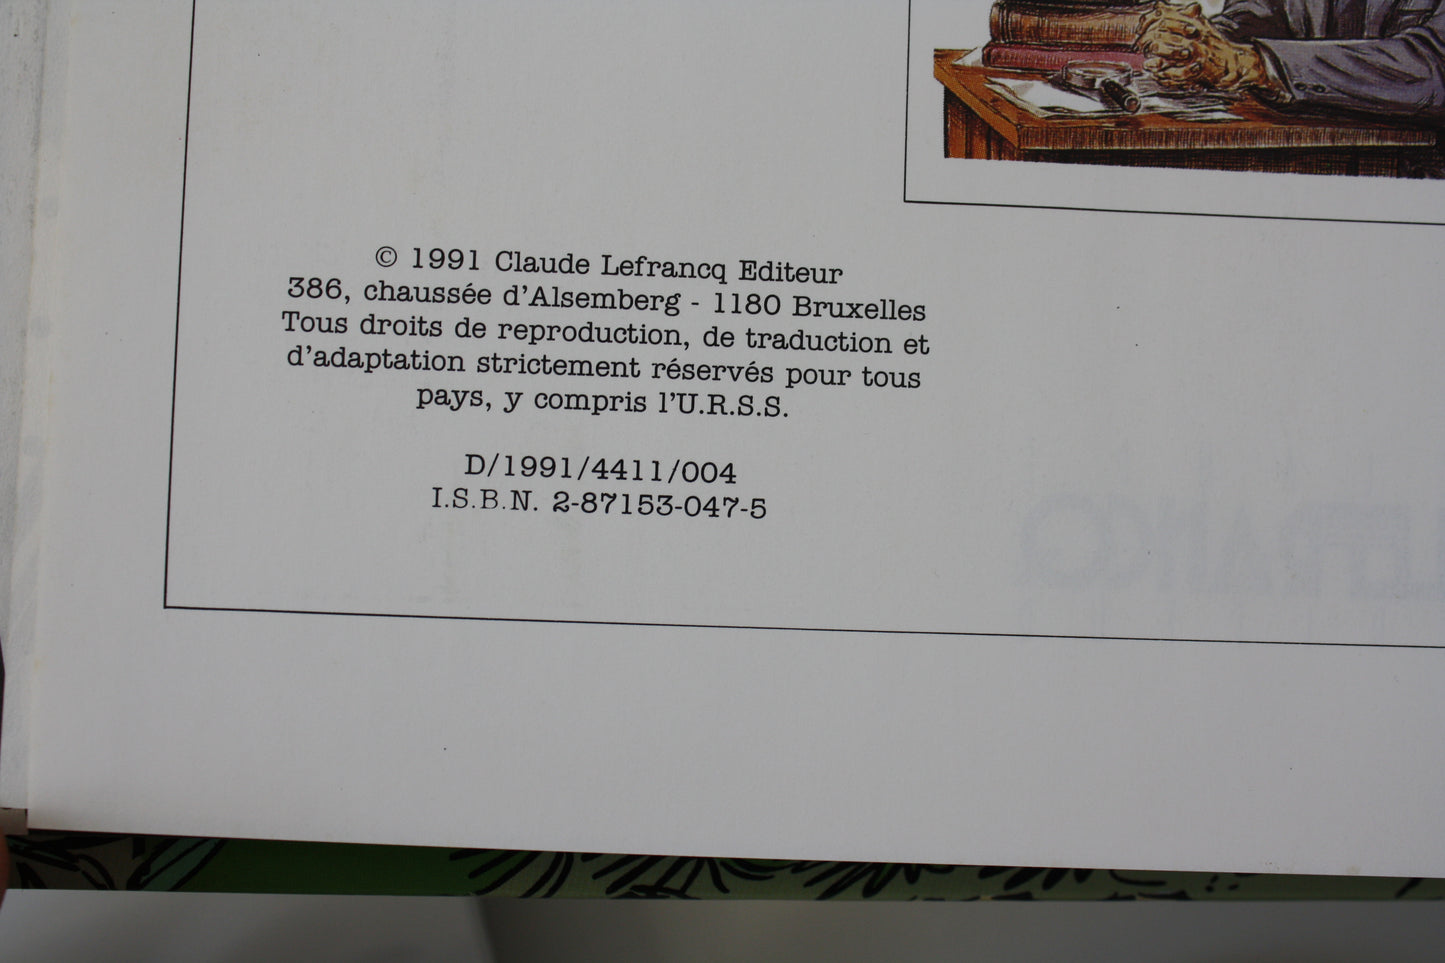 © 1991 Claude Lefrancq Editeur
386, chaussée d'Alsemberg - 1180 Bruxelles
Tous droits de reproduction, de traduction et
d'adaptation strictement réservés pour tous
pays, y compris l'U.R.S.S.
D/1991/4411/004
I.S.B.N. 2-87153-047-5